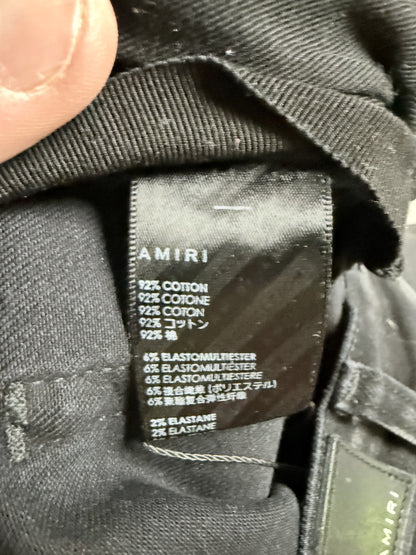 AMIRI
92% COTTON
92% COTONE
92% COTON
92% コットン
92% 棉
6% ELASTOMULTIESTER
6% ELASTOMULTIESTER
6% ELASTOMULTIESTERE
6% 複合繊維 (ポリエステル)
6% 聚酯复合弹性纤维
2% ELASTANE
2% ELASTANE
AMIRI